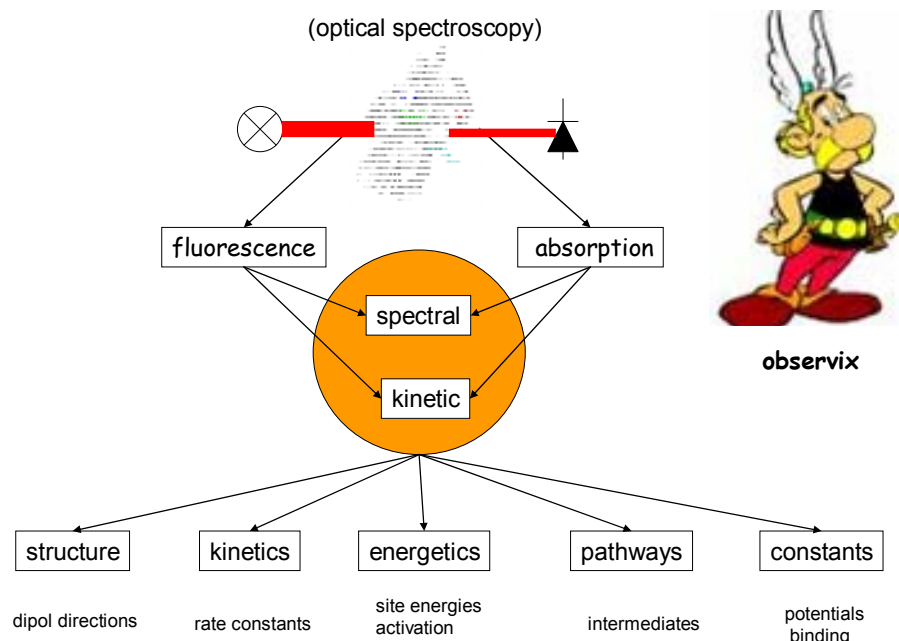 (optical spectroscopy)
fluorescence
absorption
spectral
kinetic
observix
structure
kinetics
energetics
pathways
constants
dipol directions
rate constants
site energies
activation
intermediates
potentials
binding